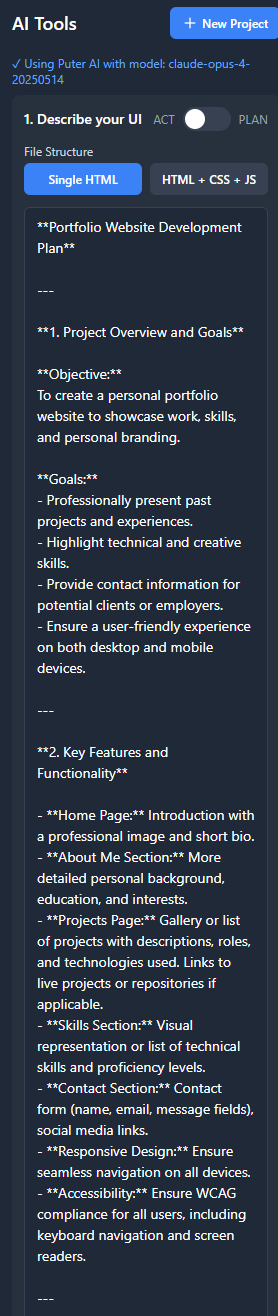 AI Tools
+ New Project
✓ Using Puter AI with model: claude-opus-4-
20250514
1. Describe your UI ACT PLAN
File Structure
Single HTML HTML + CSS + JS
**Portfolio Website Development
Plan**
---
**1. Project Overview and Goals**
**Objective:**
To create a personal portfolio
website to showcase work, skills,
and personal branding.
**Goals:**
- Professionally present past
projects and experiences.
- Highlight technical and creative
skills.
- Provide contact information for
potential clients or employers.
- Ensure a user-friendly experience
on both desktop and mobile
devices.
---
**2. Key Features and
Functionality**
- **Home Page:** Introduction with
a professional image and short bio.
- **About Me Section:** More
detailed personal background,
education, and interests.
- **Projects Page:** Gallery or list
of projects with descriptions, roles,
and technologies used. Links to
live projects or repositories if
applicable.
- **Skills Section:** Visual
representation or list of technical
skills and proficiency levels.
- **Contact Section:** Contact
form (name, email, message fields),
social media links.
- **Responsive Design:** Ensure
seamless navigation on all devices.
- **Accessibility:** Ensure WCAG
compliance for all users, including
keyboard navigation and screen
readers.
---